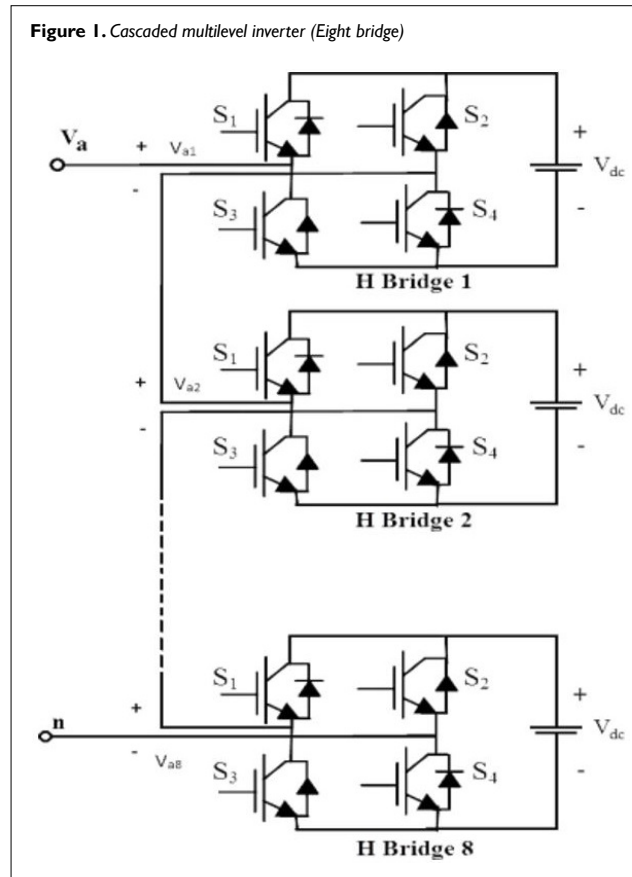 Figure 1. Cascaded multilevel inverter (Eight bridge)
S1
S2
Va
+
Va1
-
+
Vdc
-
S3
S4
H Bridge 1
S1
S2
+
Va2
-
+
Vdc
-
S3
S4
H Bridge 2
S1
S2
+
n
-
Va8
+
Vdc
-
S3
S4
H Bridge 8